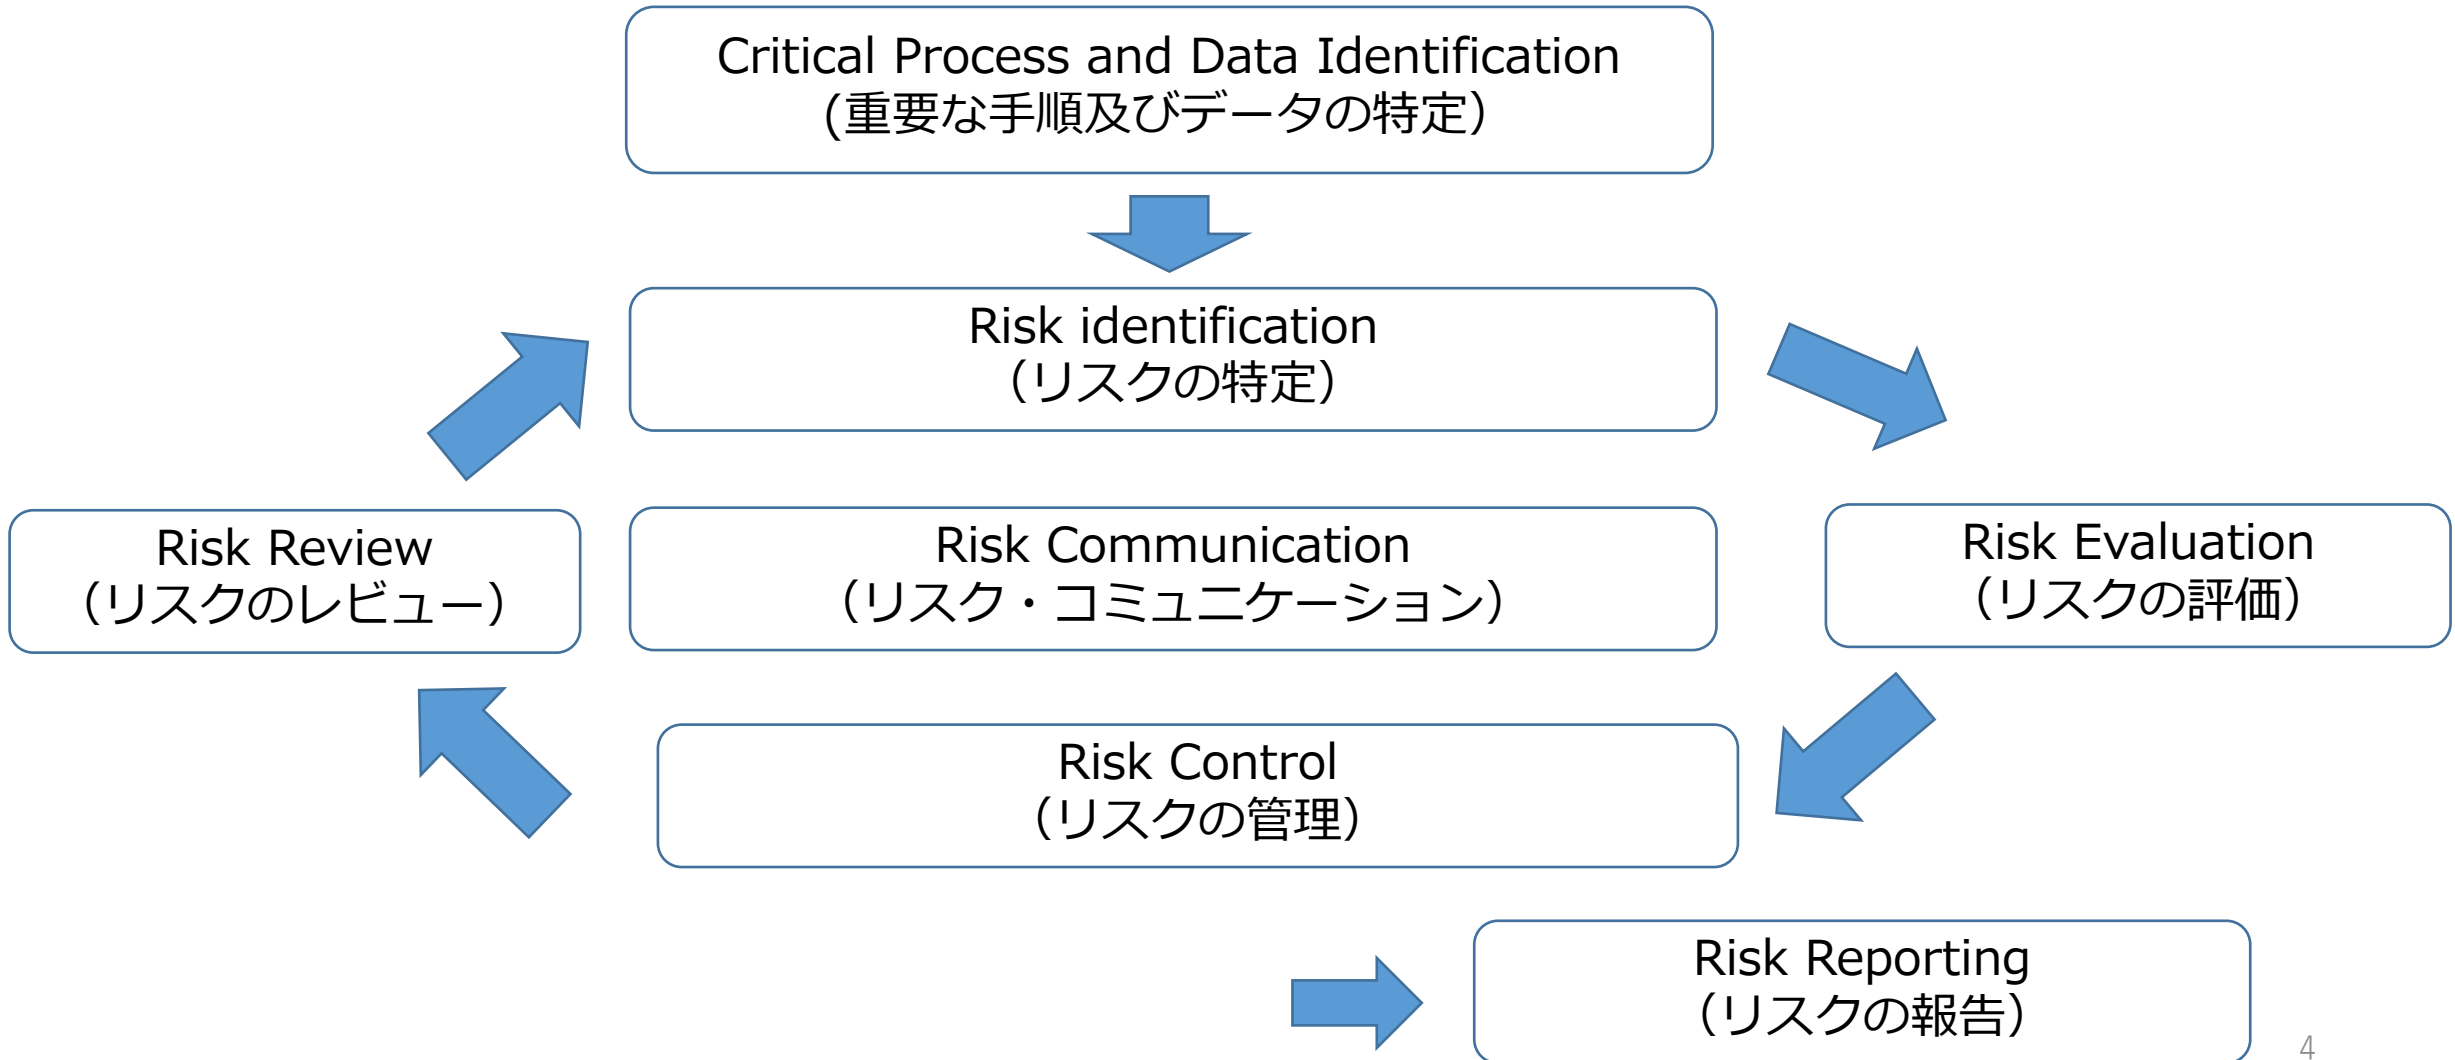 Critical Process and Data Identification
(重要な手順及びデータの特定）
Risk identification
（リスクの特定）
Risk Review
（リスクのレビュー）
Risk Communication
（リスク・コミュニケーション）
Risk Evaluation
（リスクの評価）
Risk Control
（リスクの管理）
Risk Reporting
（リスクの報告）
4